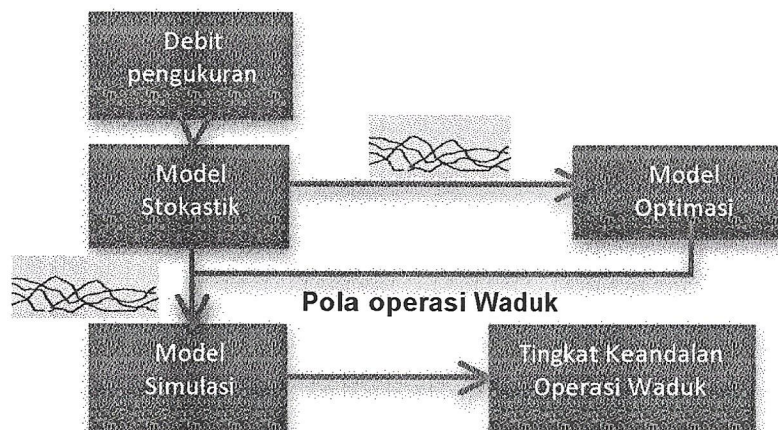 Debit
pengukuran
Model
Stokastik
Model
Optimasi
Pola operasi Waduk
Model
Simulasi
Tingkat Keandalan
Operasi Waduk